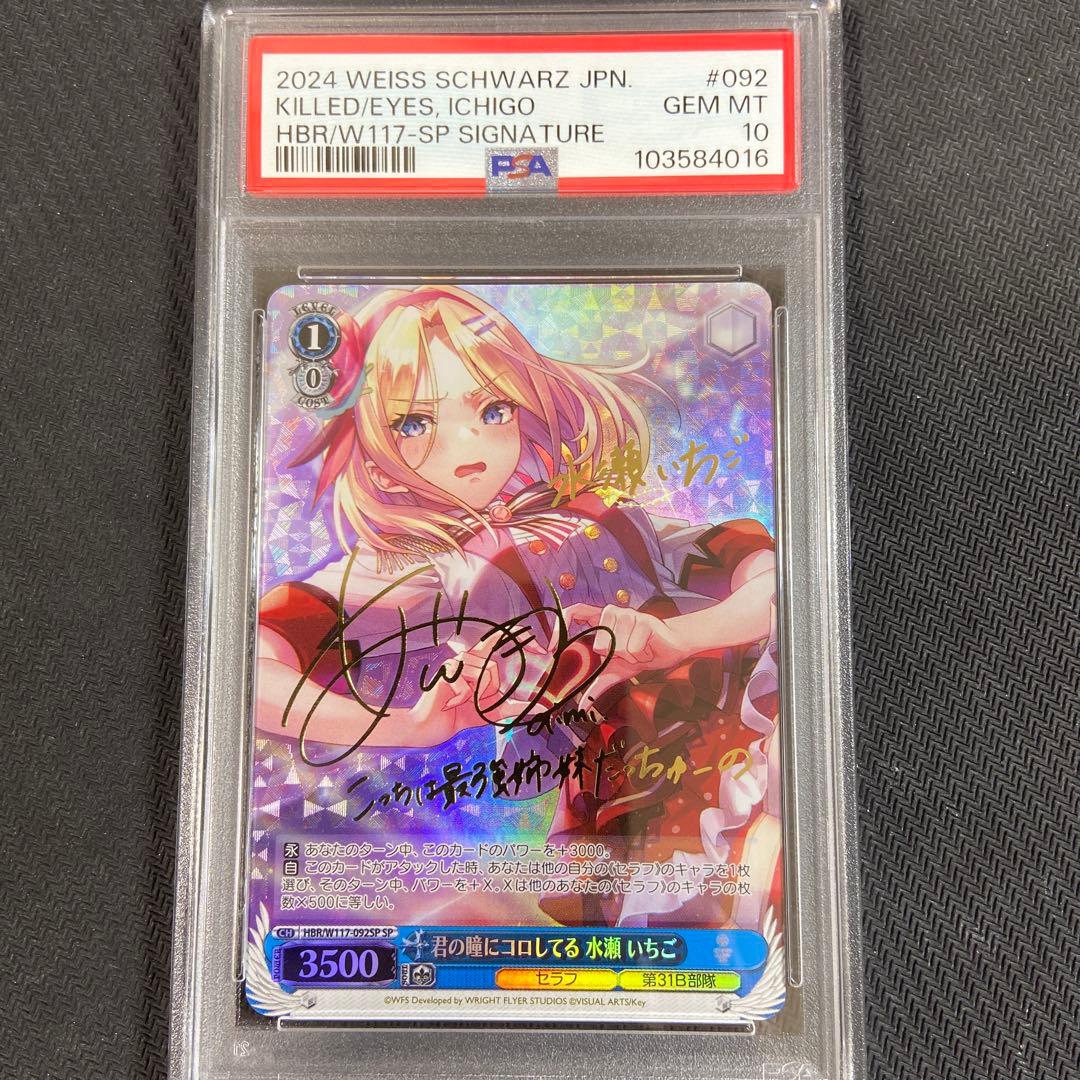 2024 WEISS SCHWARZ JPN. #092
KILLED/EYES, ICHIGO GEM MT
HBR/W117-SP SIGNATURE 10
PSA 103584016
LEVEL
1
0
COST
水瀬いちご
aimi.
こっちは最強姉妹だっちゅーの
永 あなたのターン中、このカードのパワーを+3000。
自 このカードがアタックした時、あなたは他の自分の《セラフ》のキャラを1枚
選び、そのターン中、パワーを+X。Xは他のあなたの《セラフ》のキャラの枚
数×500に等しい。
CH HBR/W117-092SP SP
君の瞳にコロしてる 水瀬 いちご
POWER 3500 SOUL
セラフ 第31B部隊
©WFS Developed by WRIGHT FLYER STUDIOS ©VISUAL ARTS/Key